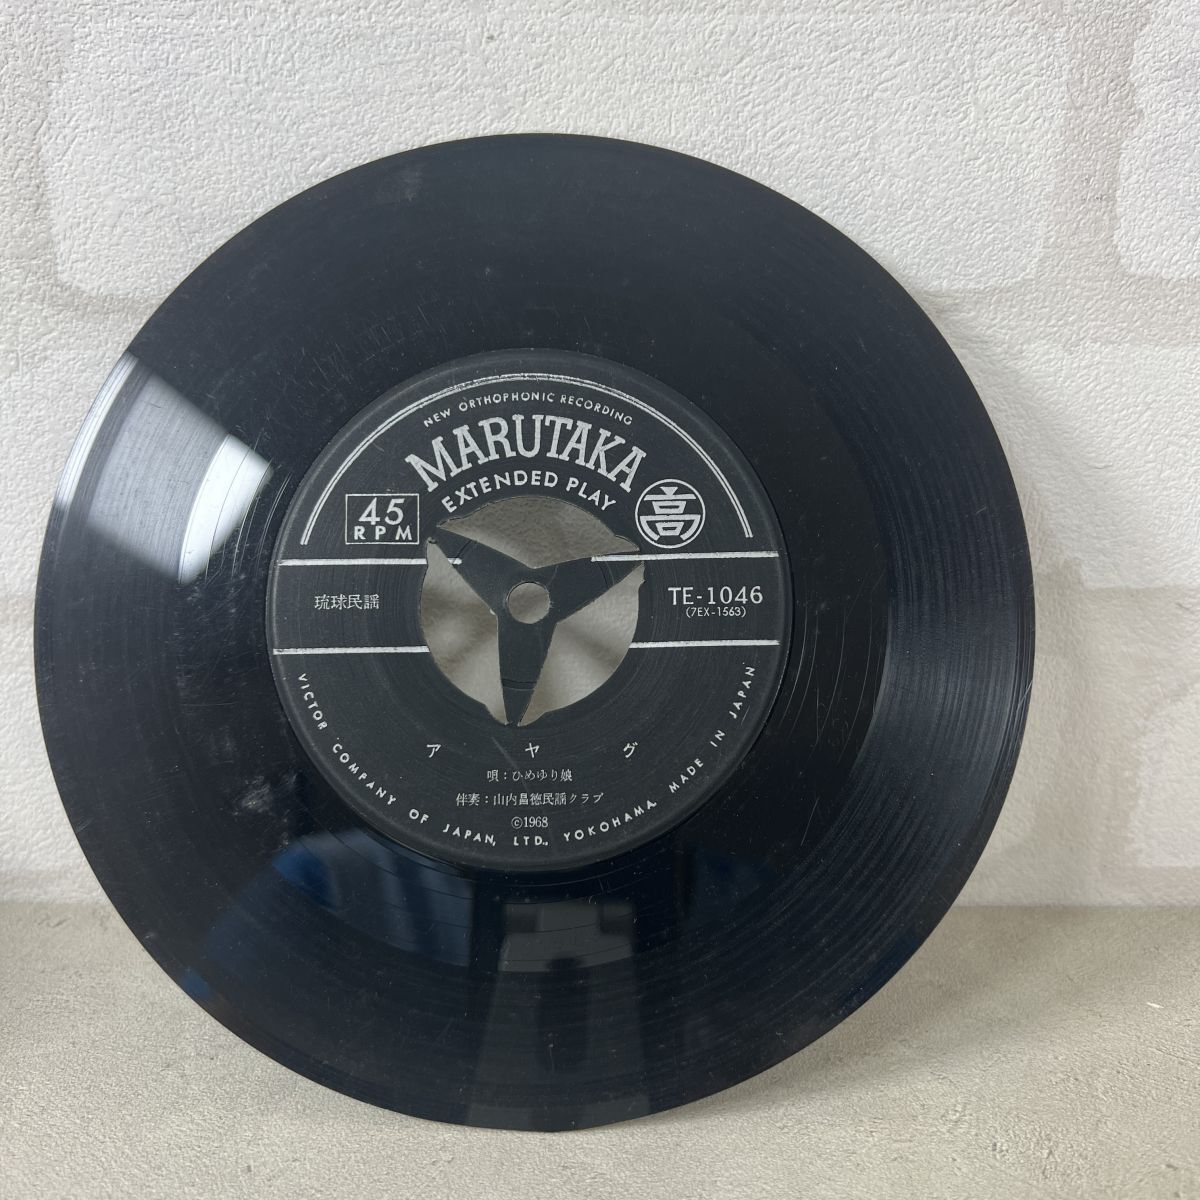 NEW ORTHOPHONIC RECORDING
MARUTAKA
EXTENDED PLAY
45
RPM
高
琉球民謡
TE-1046
(7EX-1563)
アヤグ
唄:ひめゆり娘
伴奏:山内昌徳民謡クラブ
©1968
VICTOR COMPANY OF JAPAN, LTD., YOKOHAMA. MADE IN JAPAN